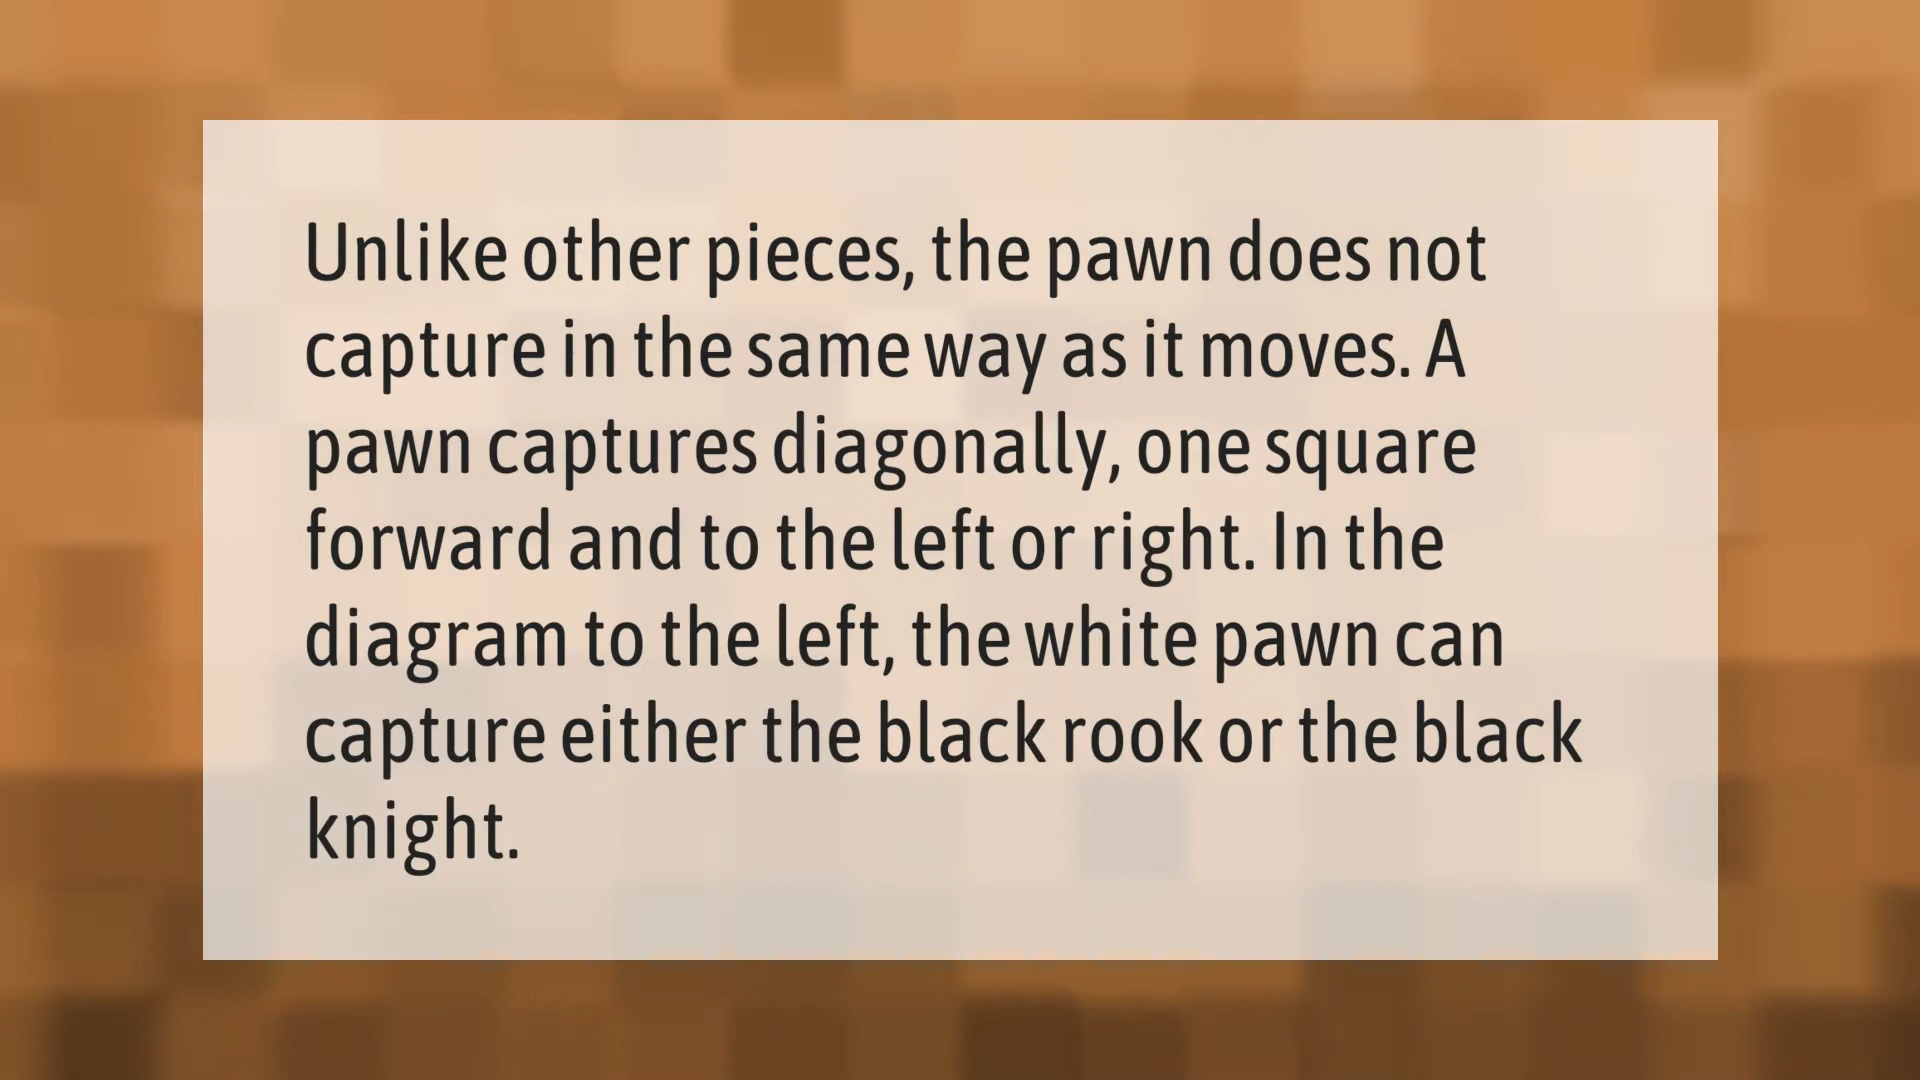 Unlike other pieces, the pawn does not
capture in the same way as it moves. A
pawn captures diagonally, one square
forward and to the left or right. In the
diagram to the left, the white pawn can
capture either the black rook or the black
knight.